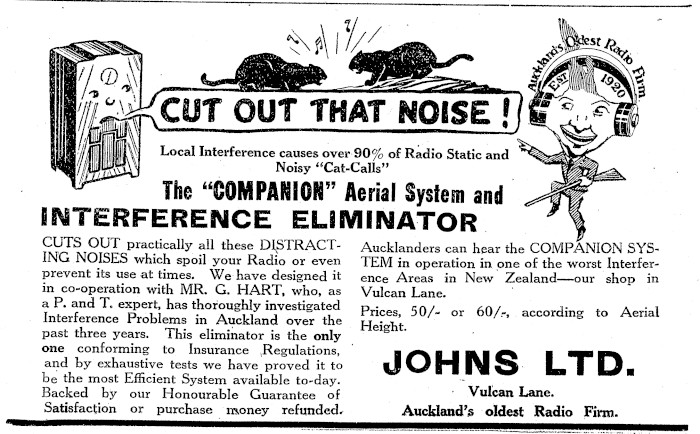 Auckland's Oldest Radio Firm
EST 1920
CUT OUT THAT NOISE!
Local Interference causes over 90% of Radio Static and
Noisy "Cat-Calls"
The "COMPANION" Aerial System and
INTERFERENCE ELIMINATOR
CUTS OUT practically all these DISTRACT-
ING NOISES which spoil your Radio or even
prevent its use at times. We have designed it
in co-operation with MR. G. HART, who, as
a P. and T. expert, has thoroughly investigated
Interference Problems in Auckland over the
past three years. This eliminator is the only
one conforming to Insurance Regulations,
and by exhaustive tests we have proved it to
be the most Efficient System available to-day.
Backed by our Honourable Guarantee of
Satisfaction or purchase money refunded.
Aucklanders can hear the COMPANION SYS-
TEM in operation in one of the worst Interfer-
ence Areas in New Zealand—our shop in
Vulcan Lane.
Prices, 50/- or 60/-, according to Aerial
Height.
JOHNS LTD.
Vulcan Lane.
Auckland's oldest Radio Firm.